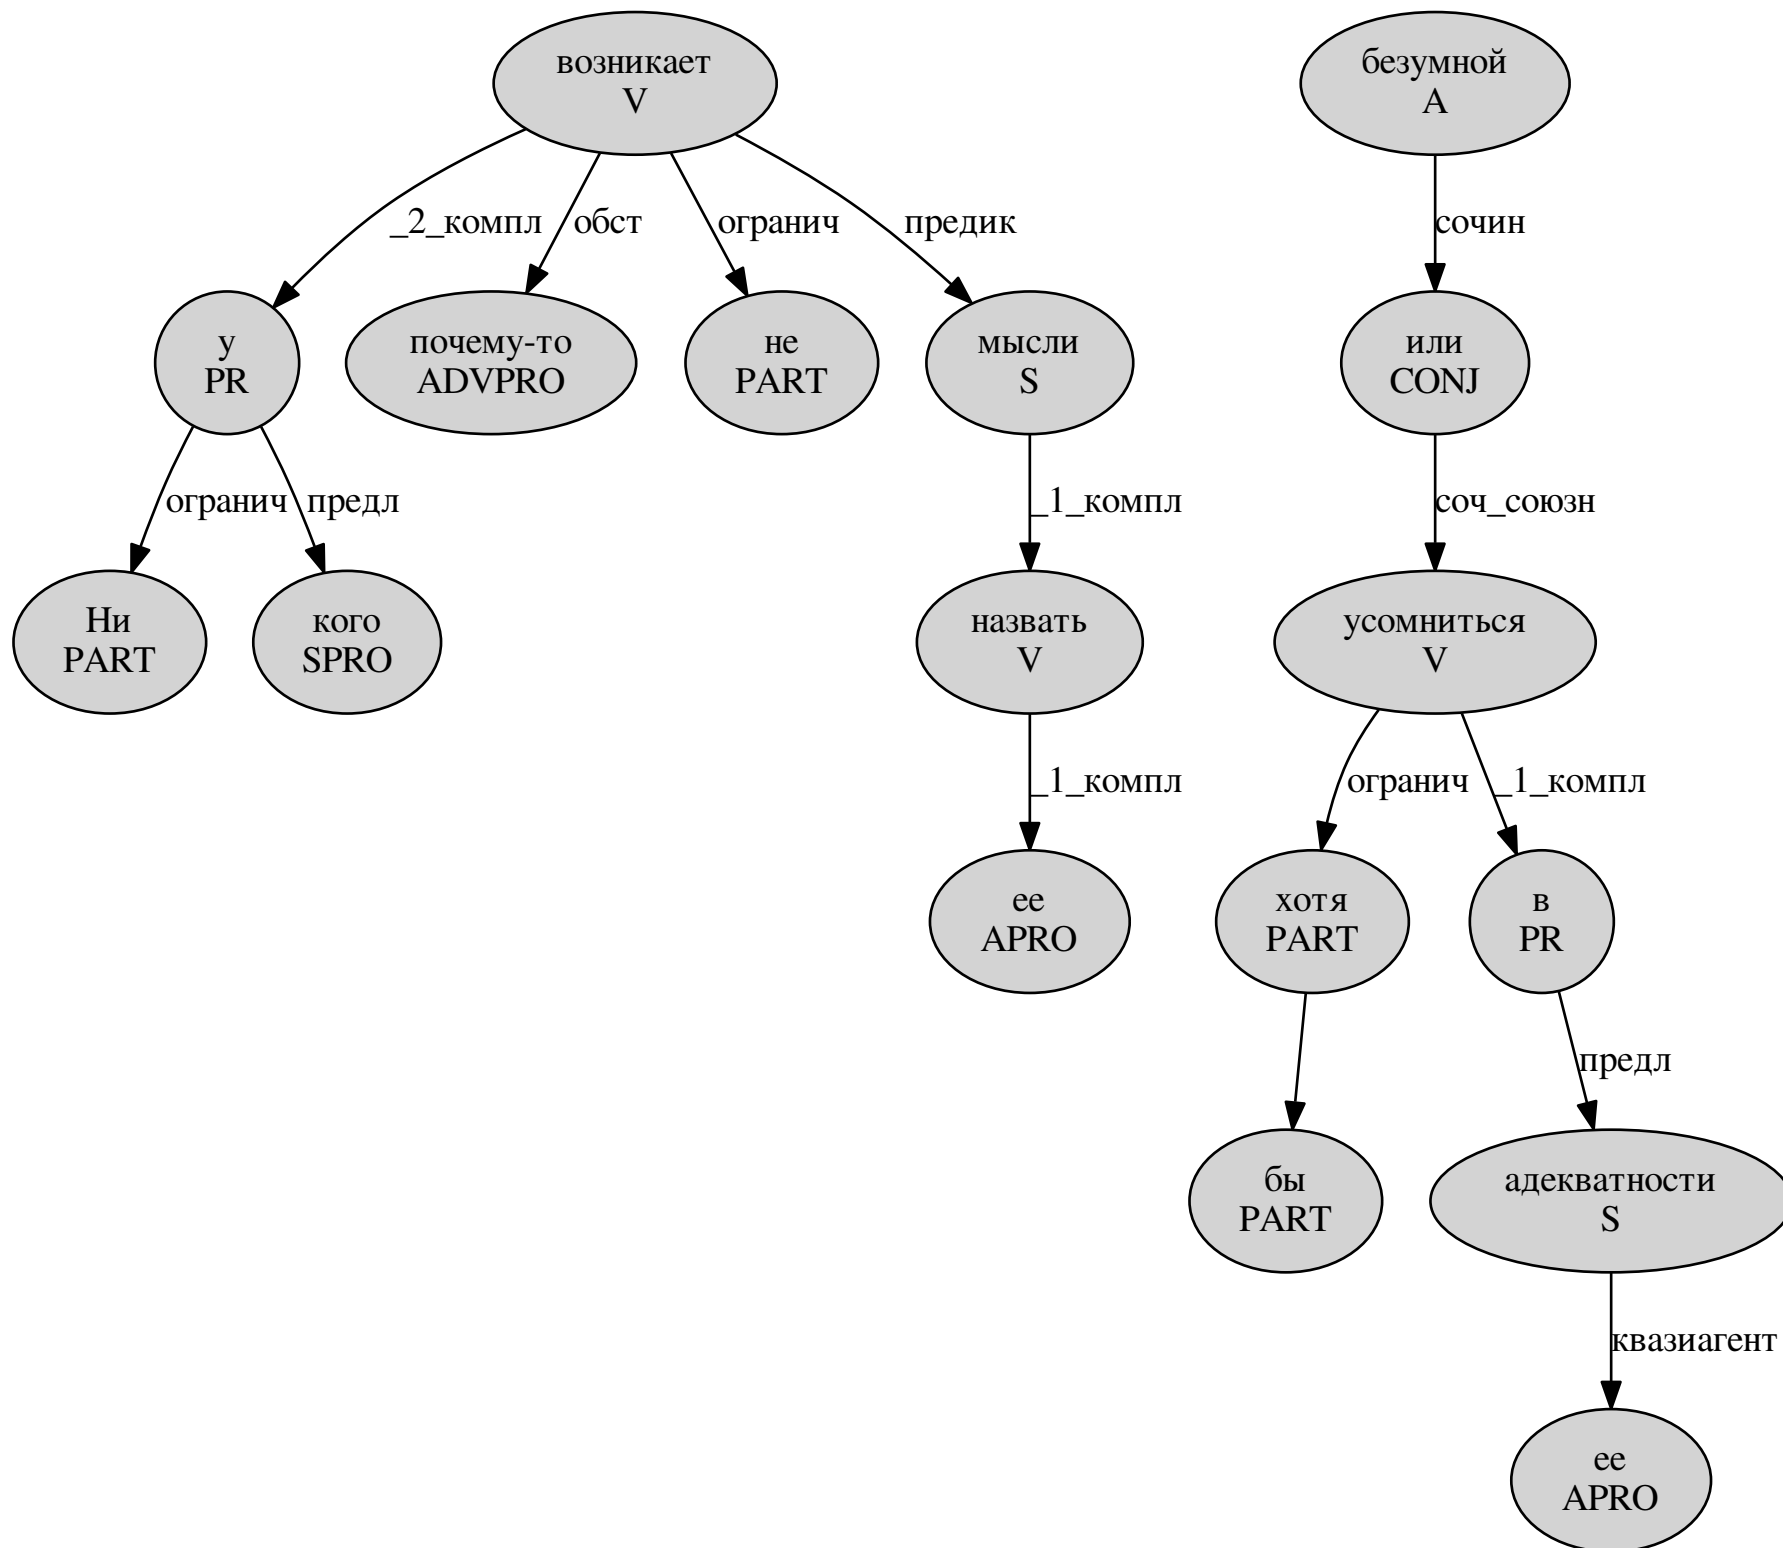 возникает
V
безумной
A
_2_компл
обст
огранич
предик
сочин
у
PR
почему-то
ADVPRO
не
PART
мысли
S
или
CONJ
огранич
предл
_1_компл
соч_союзн
Ни
PART
кого
SPRO
назвать
V
усомниться
V
_1_компл
огранич
_1_компл
ее
APRO
хотя
PART
в
PR
предл
бы
PART
адекватности
S
квазиагент
ее
APRO